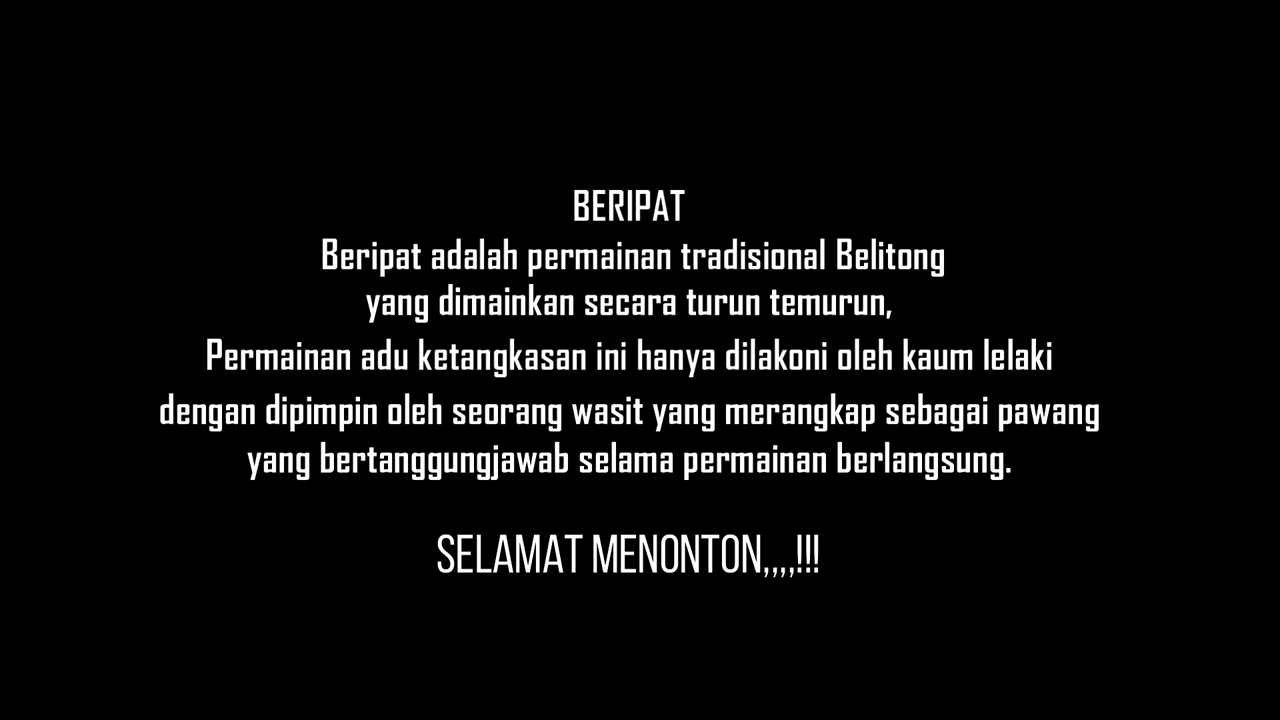 BERIPAT
Beripat adalah permainan tradisional Belitong
yang dimainkan secara turun temurun,
Permainan adu ketangkasan ini hanya dilakoni oleh kaum lelaki
dengan dipimpin oleh seorang wasit yang merangkap sebagai pawang
yang bertanggungjawab selama permainan berlangsung.
SELAMAT MENONTON,,,,!!!